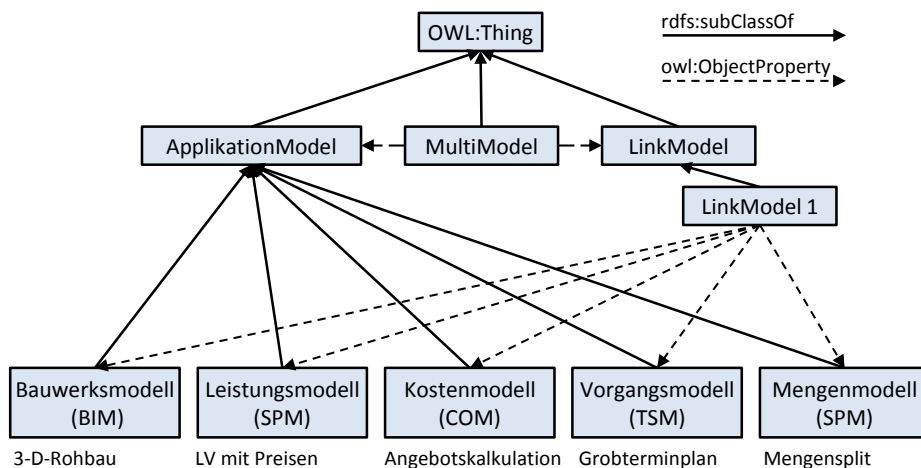 OWL:Thing
rdfs:subClassOf
owl:ObjectProperty
ApplikationModel
MultiModel
LinkModel
LinkModel 1
Bauwerksmodell
(BIM)
Leistungsmodell
(SPM)
Kostenmodell
(COM)
Vorgangsmodell
(TSM)
Mengenmodell
(SPM)
3-D-Rohbau
LV mit Preisen
Angebotskalkulation
Grobterminplan
Mengensplit